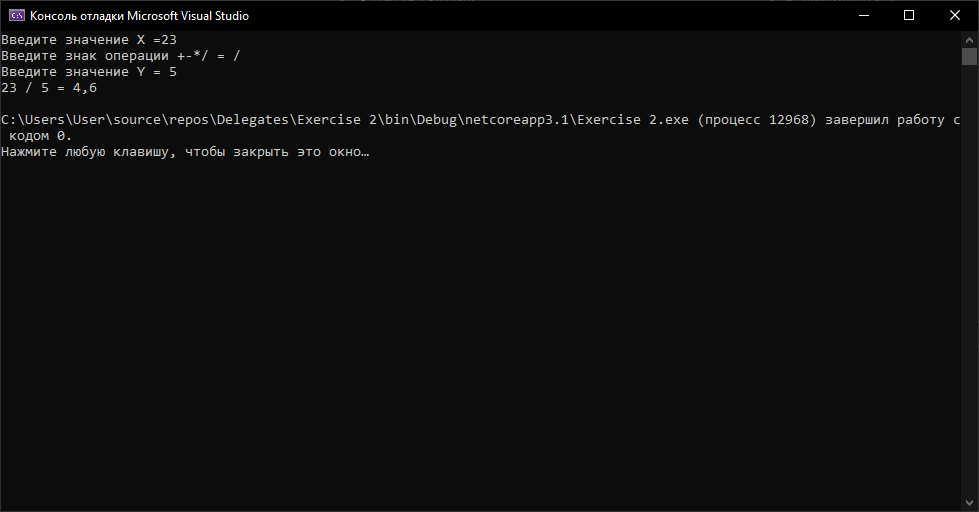 Консоль отладки Microsoft Visual Studio
Введите значение X =23
Введите знак операции +-*/ = /
Введите значение Y = 5
23 / 5 = 4,6
C:\Users\User\source\repos\Delegates\Exercise 2\bin\Debug\netcoreapp3.1\Exercise 2.exe (процесс 12968) завершил работу с
кодом 0.
Нажмите любую клавишу, чтобы закрыть это окно…